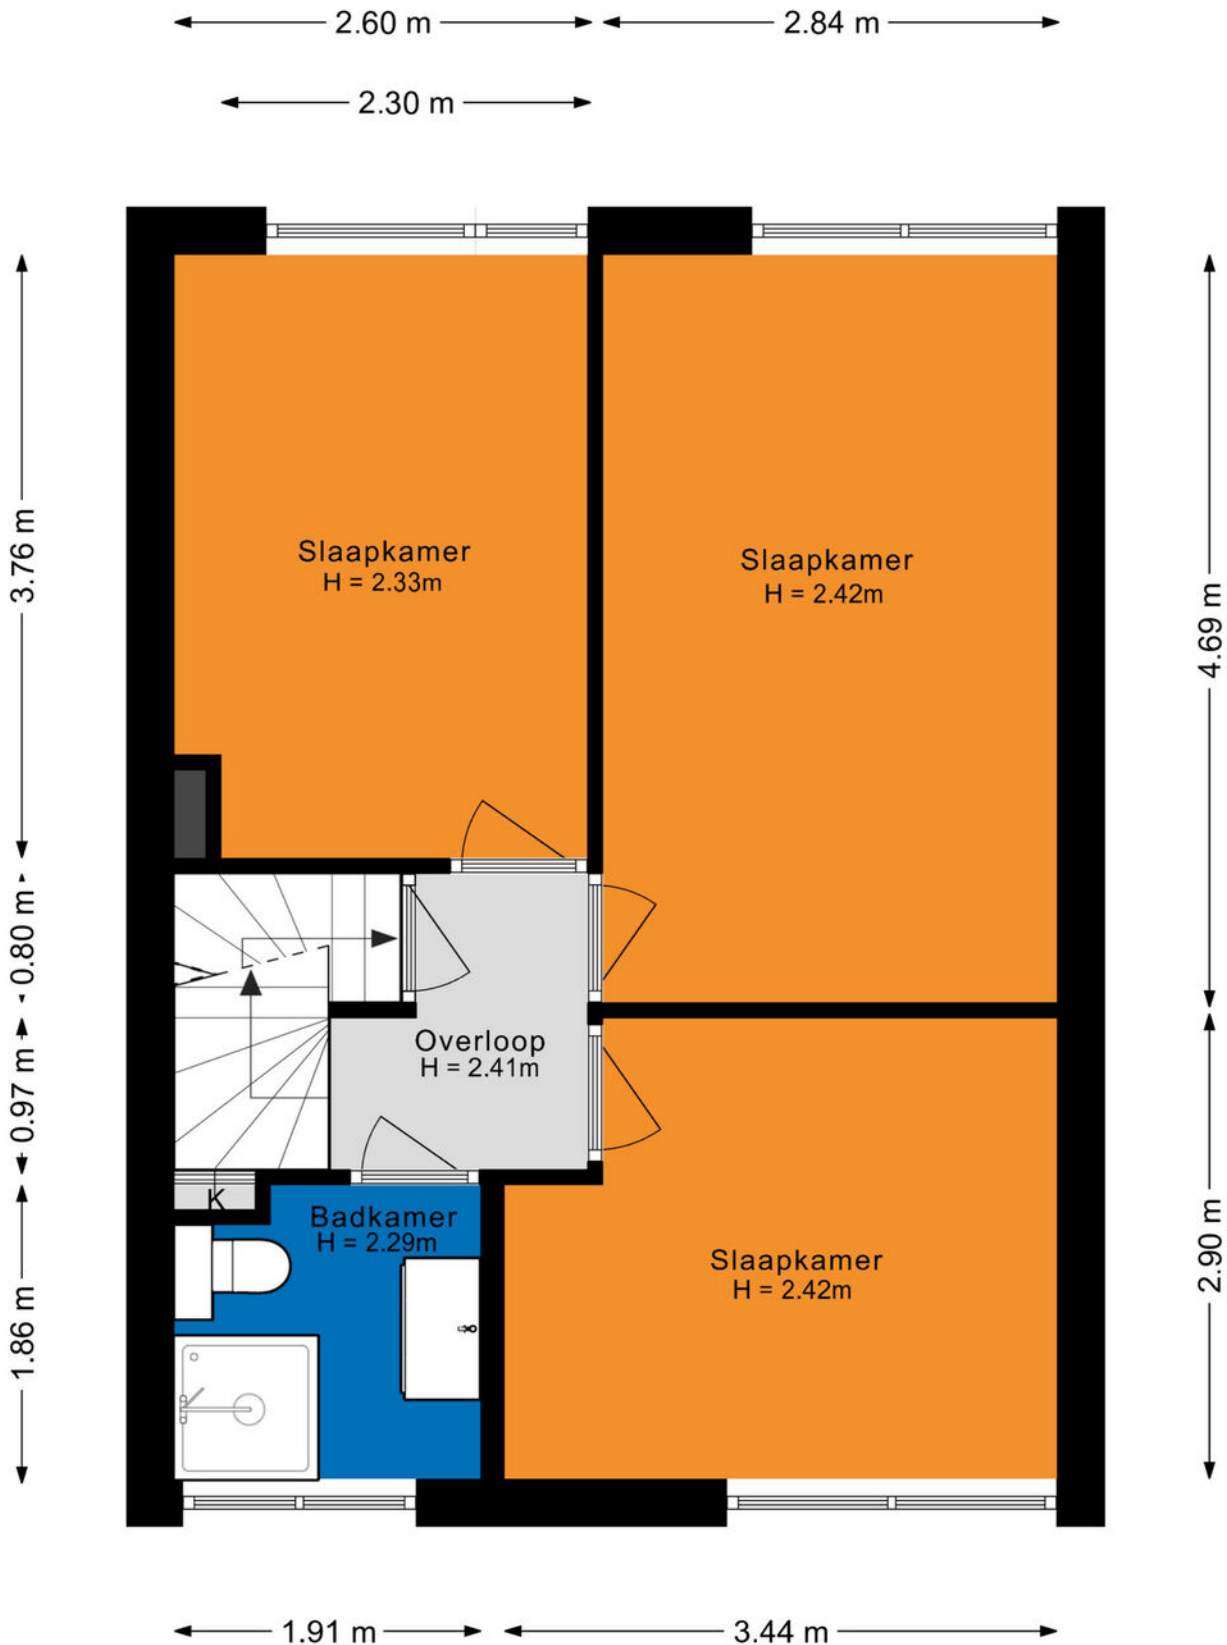 2.60 m
2.84 m
2.30 m
3.76 m
4.69 m
Slaapkamer
H = 2.33m
Slaapkamer
H = 2.42m
0.80 m
0.97 m
Overloop
H = 2.41m
K
Badkamer
H = 2.29m
Slaapkamer
H = 2.42m
1.86 m
2.90 m
1.91 m
3.44 m